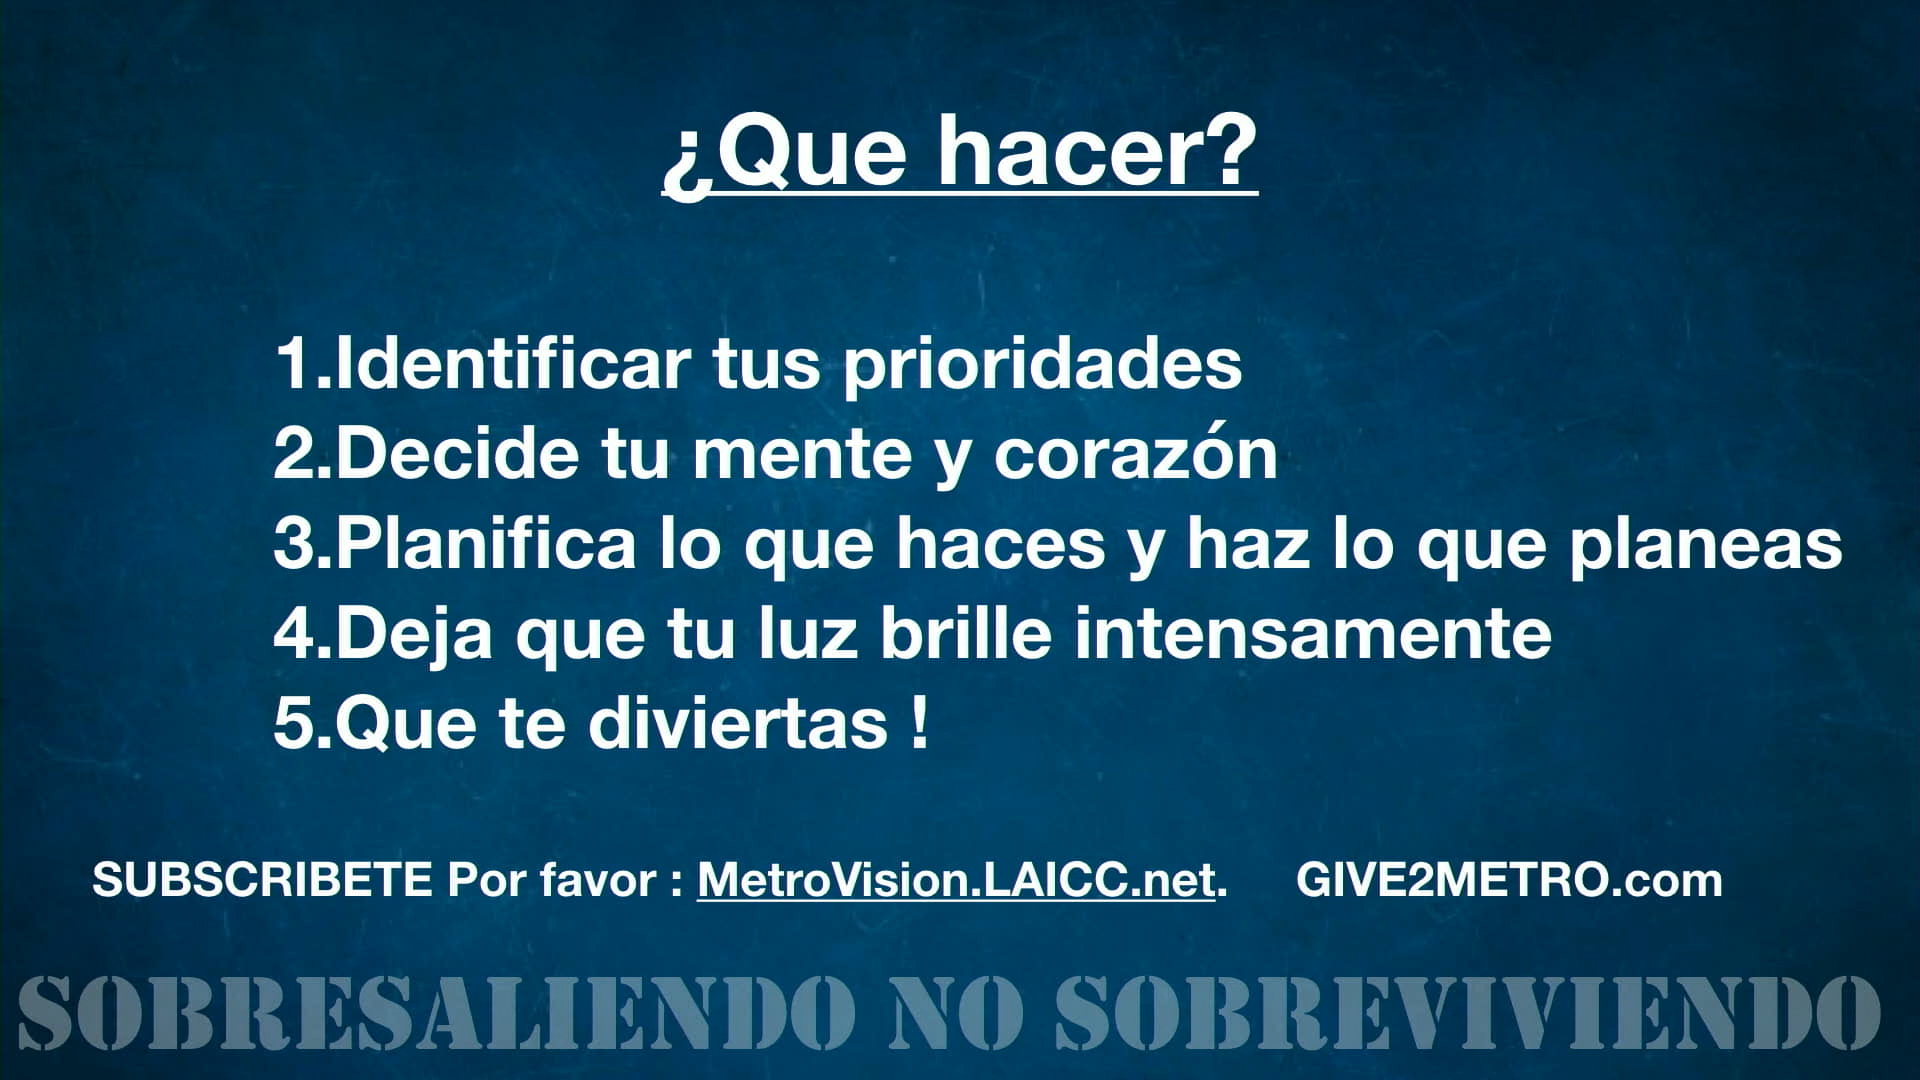 ¿Que hacer?
1.Identificar tus prioridades
2.Decide tu mente y corazón
3.Planifica lo que haces y haz lo que planeas
4.Deja que tu luz brille intensamente
5.Que te diviertas !
SUBSCRIBETE Por favor : MetroVision.LAICC.net. GIVE2METRO.com
SOBRESALIENDO NO SOBREVIVIENDO